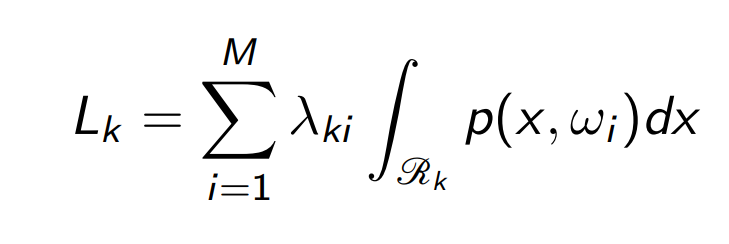 $L_k = \sum_{i=1}^{M} \lambda_{ki} \int_{\mathscr{R}_k} p(x, \omega_i) dx$